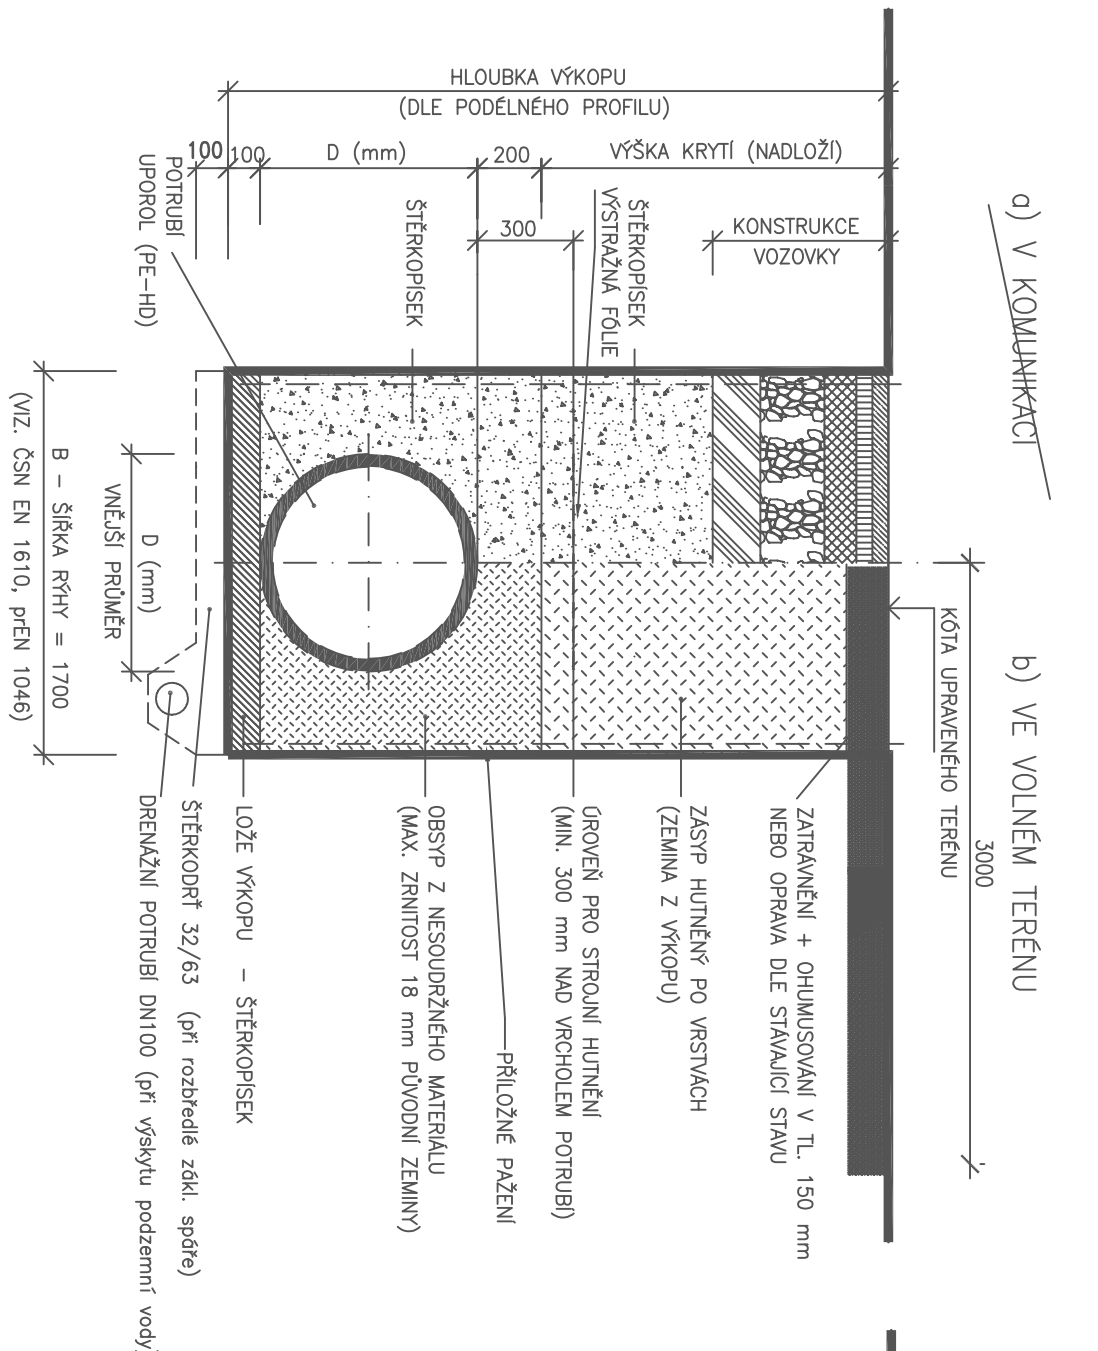 a) V KOMUNIKACI
b) VE VOLNÉM TERÉNU
3000
KÓTA UPRAVENÉHO TERÉNU
KONSTRUKCE
VOZOVKY
VÝŠKA KRYTÍ (NADLOŽÍ)
HLOUBKA VÝKOPU
(DLE PODÉLNÉHO PROFILU)
200
300
D (mm)
100
100
ŠTĚRKOPÍSEK
VÝSTRAŽNÁ FÓLIE
ŠTĚRKOPÍSEK
POTRUBÍ
UPOROL (PE-HD)
ZATRÁVNĚNÍ + OHUMUSOVÁNÍ V TL. 150 mm
NEBO OPRAVA DLE STÁVAJÍCÍ STAVU
ZÁSYP HUTNĚNÝ PO VRSTVÁCH
(ZEMINA Z VÝKOPU)
ÚROVEŇ PRO STROJNÍ HUTNĚNÍ
(MIN. 300 mm NAD VRCHOLEM POTRUBÍ)
PŘÍLOŽNÉ PAŽENÍ
OBSYP Z NESOUDRŽNÉHO MATERIÁLU
(MAX. ZRNITOST 18 mm PŮVODNÍ ZEMINY)
LOŽE VÝKOPU - ŠTĚRKOPÍSEK
ŠTĚRKODRŤ 32/63 (při rozbředlé zákl. spáře)
DRENÁŽNÍ POTRUBÍ DN100 (při výskytu podzemní vody)
D (mm)
VNĚJŠÍ PRŮMĚR
B - ŠÍŘKA RÝHY = 1700
(VIZ. ČSN EN 1610, prEN 1046)